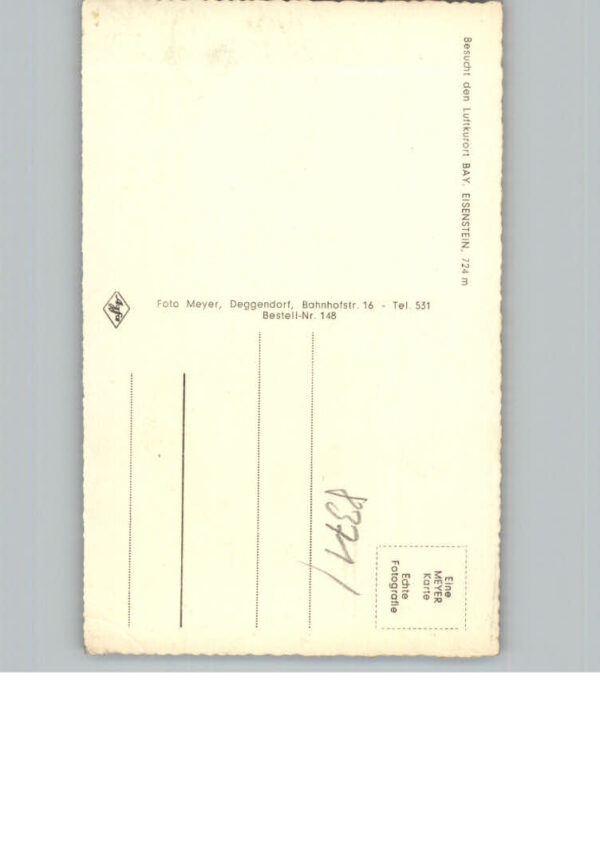 Besucht den Luftkurort BAY. EISENSTEIN, 724 m
Agfa
Foto Meyer, Deggendorf, Bahnhofstr. 16 - Tel. 531
Bestell-Nr. 148
Eine
MEYER
Karte
Echte
Fotografie
8371/